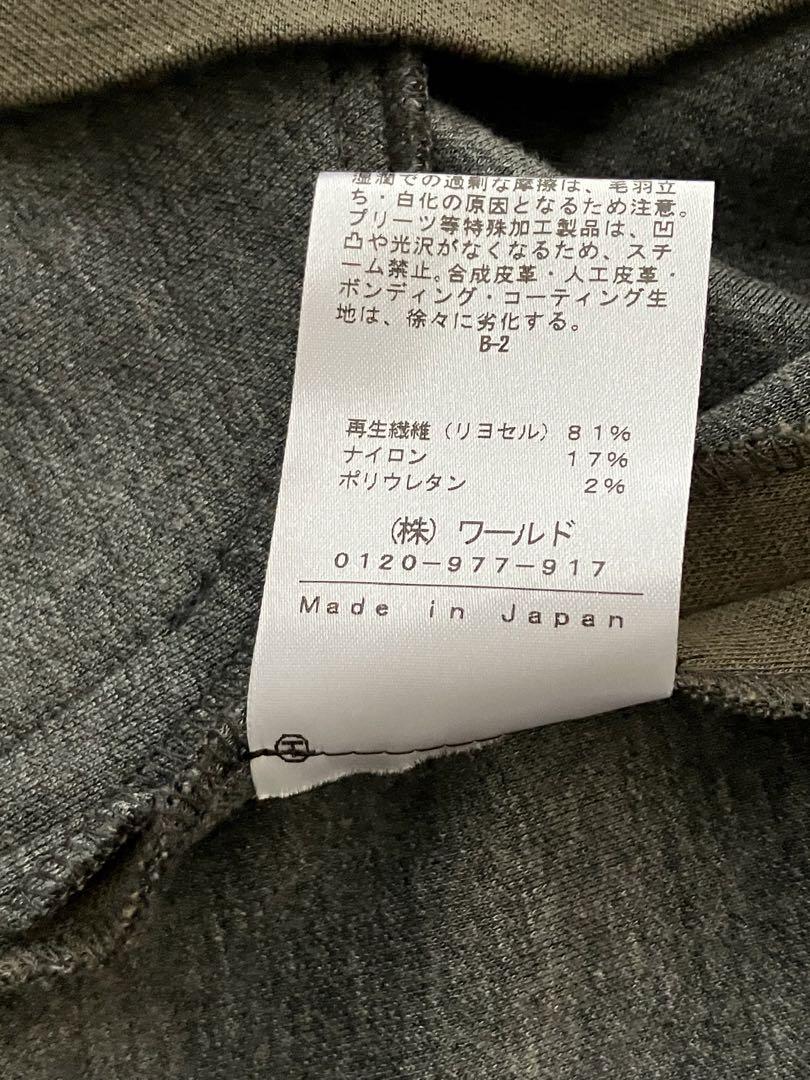 温潤での過剰な摩擦は、毛羽立
ち・白化の原因となるため注意。
プリーツ等特殊加工製品は、凹
凸や光沢がなくなるため、スチ
ーム禁止。合成皮革・人工皮革・
ボンディング・コーティング生
地は、徐々に劣化する。
B-2
再生繊維（リヨセル）81%
ナイロン 17%
ポリウレタン 2%
（株）ワールド
0120-977-917
Made in Japan
H